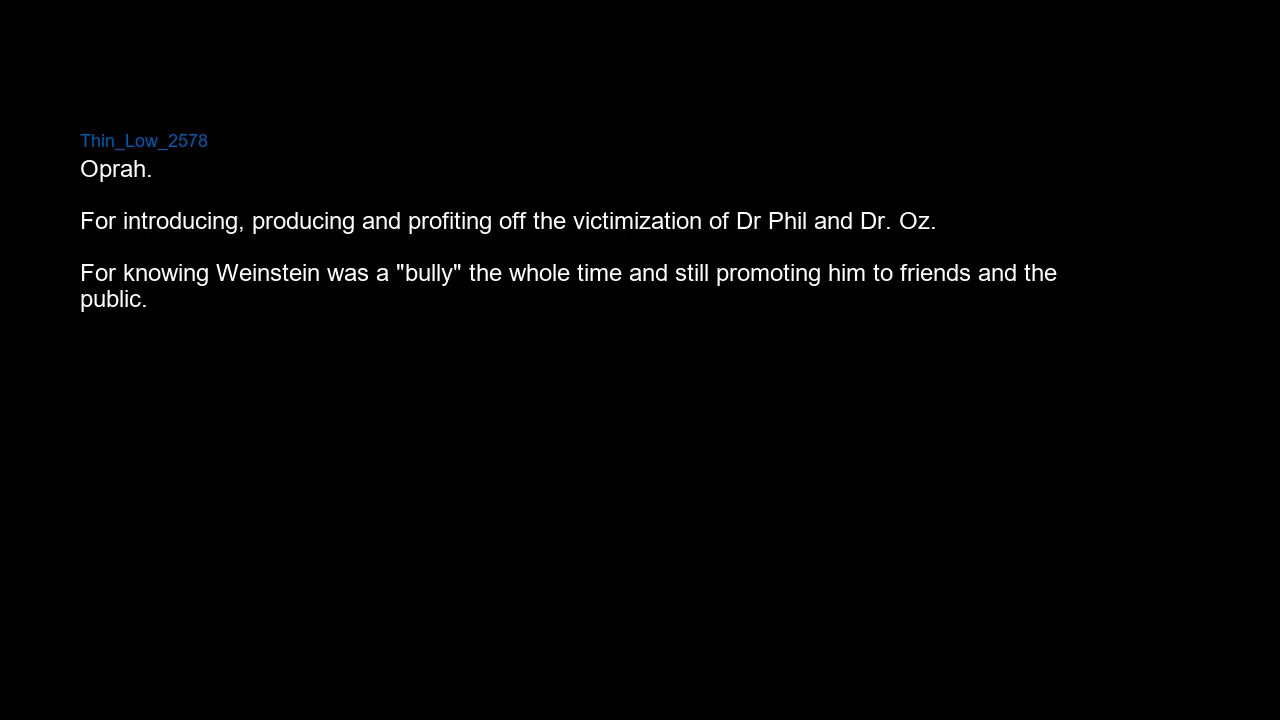 Thin_Low_2578
Oprah.
For introducing, producing and profiting off the victimization of Dr Phil and Dr. Oz.
For knowing Weinstein was a "bully" the whole time and still promoting him to friends and the
public.